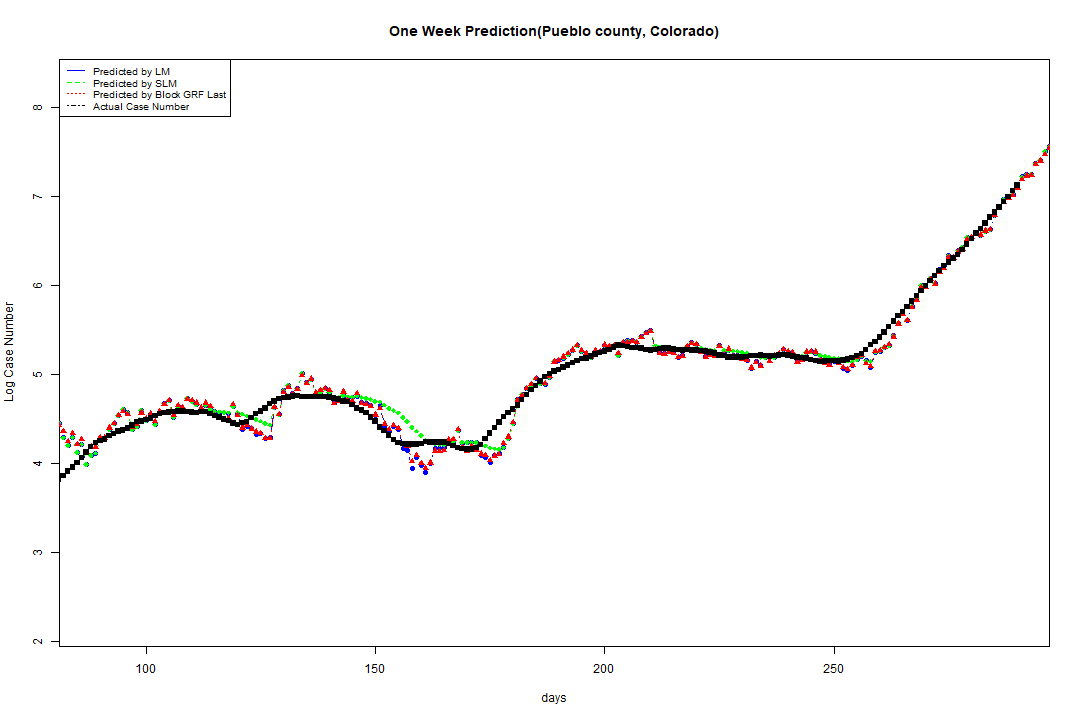 One Week Prediction(Pueblo county, Colorado)
Predicted by LM
Predicted by SLM
Predicted by Block GRF Last
Actual Case Number
8
7
6
5
4
3
2
Log Case Number
100 150 200 250
days